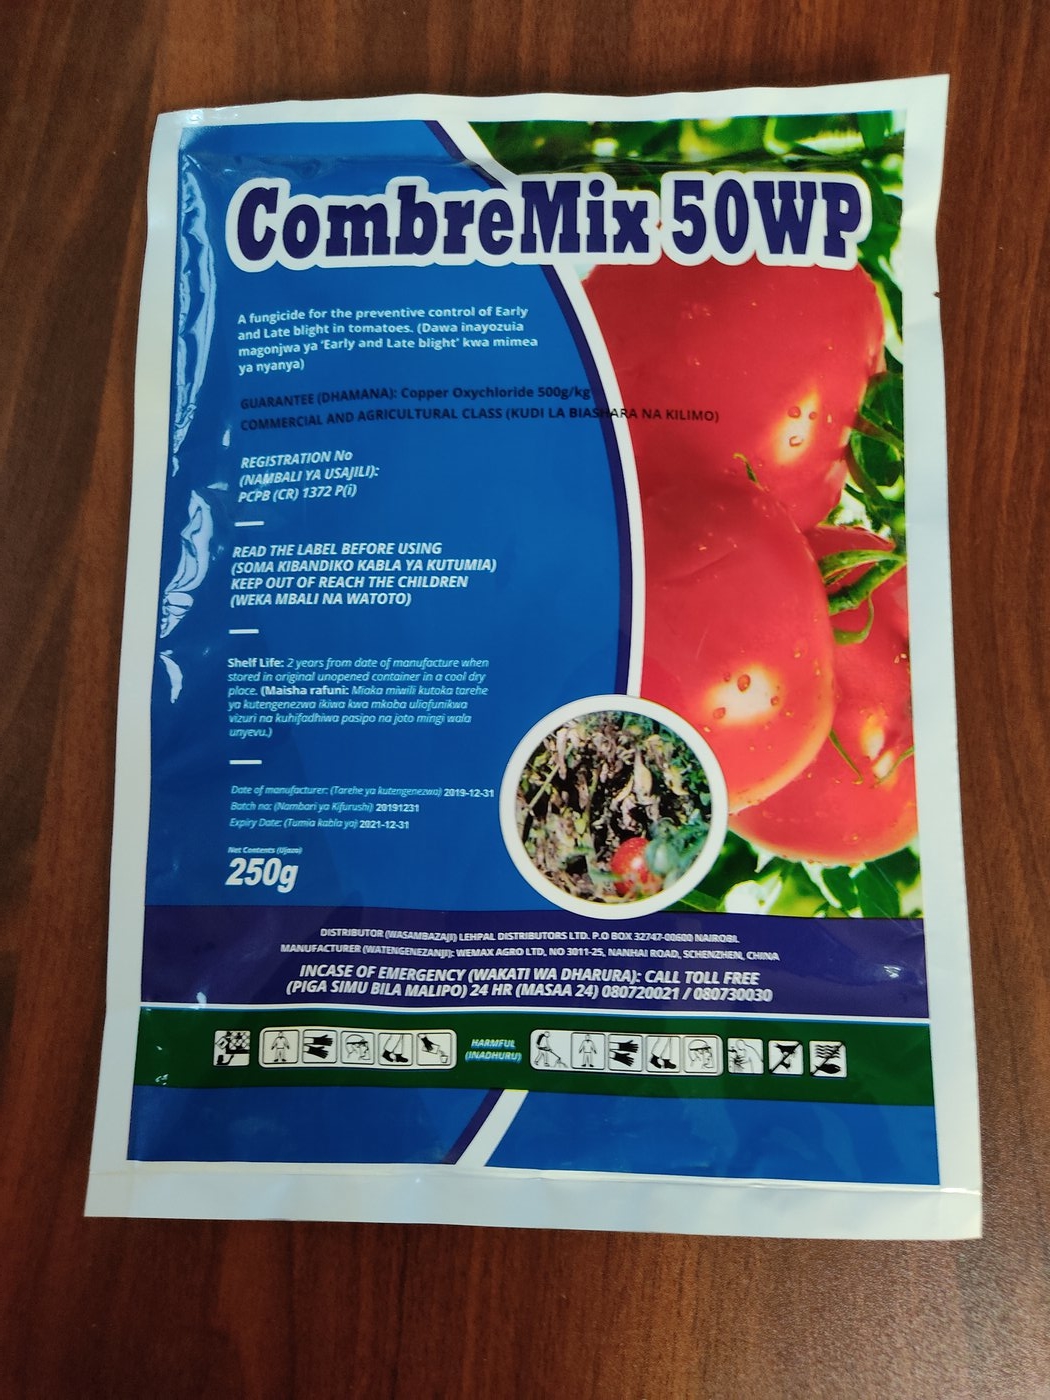 CombreMix 50WP
A fungicide for the preventive control of Early
and Late blight in tomatoes. (Dawa inayozuia
magonjwa ya 'Early and Late blight' kwa mimea
ya nyanya)
GUARANTEE (DHAMANA): Copper Oxychloride 500g/kg
COMMERCIAL AND AGRICULTURAL CLASS (KUDI LA BIASHARA NA KILIMO)
REGISTRATION No
(NAMBALI YA USAJILI):
PCPB (CR) 1372 P(i)
READ THE LABEL BEFORE USING
(SOMA KIBANDIKO KABLA YA KUTUMIA)
KEEP OUT OF REACH THE CHILDREN
(WEKA MBALI NA WATOTO)
Shelf Life: 2 years from date of manufacture when
stored in original unopened container in a cool dry
place. (Maisha rafuni: Miaka miwili kutoka tarehe
ya kutengenezwa ikiwa kwa mkoba uliofunikwa
vizuri na kuhifadhiwa pasipo na joto mingi wala
unyevu.)
Date of manufacturer: (Tarehe ya kutengenezwa) 2019-12-31
Batch no: (Nambari ya Kifurushi) 20191231
Expiry Date: (Tumia kabla ya) 2021-12-31
Net Contents (Ujazo)
250g
DISTRIBUTOR (WASAMBAZAJI) LEHPAL DISTRIBUTORS LTD. P.O BOX 32747-00600 NAIROBI.
MANUFACTURER (WATENGENEZANJI): WEMAX AGRO LTD, NO 3011-25, NANHAI ROAD, SCHENZHEN, CHINA
INCASE OF EMERGENCY (WAKATI WA DHARURA): CALL TOLL FREE
(PIGA SIMU BILA MALIPO) 24 HR (MASAA 24) 080720021 / 080730030
HARMFUL
(INADHURU)